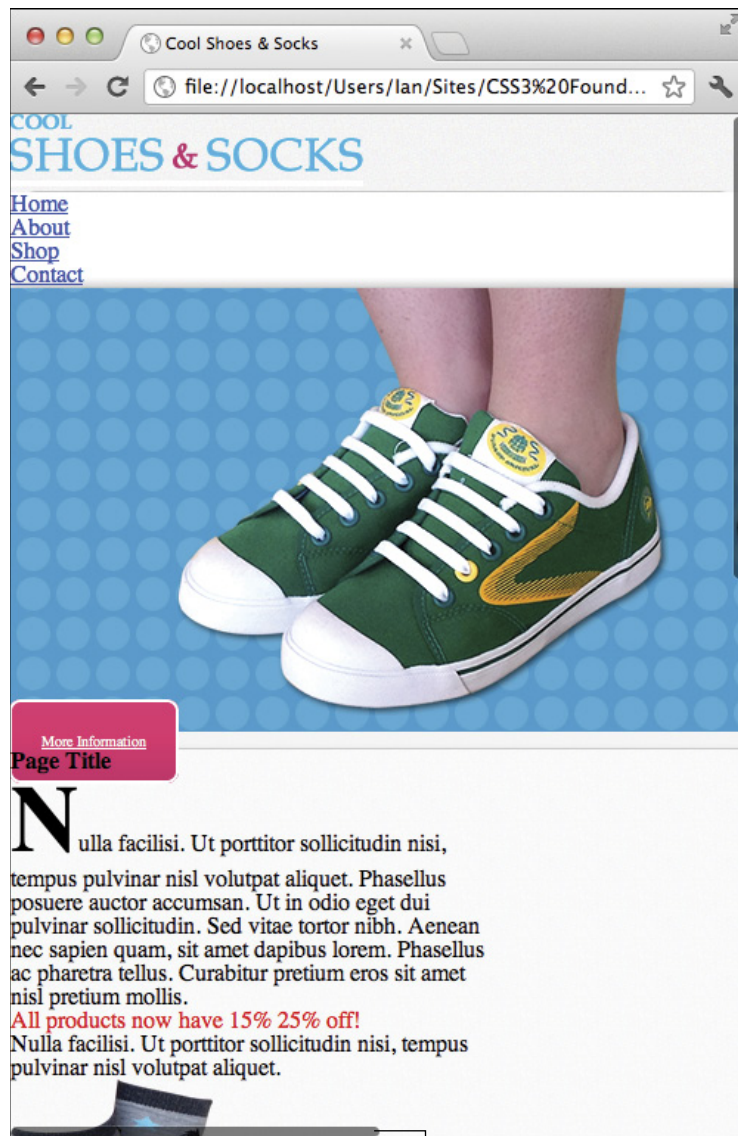 Cool Shoes & Socks
file://localhost/Users/Ian/Sites/CSS3%20Found...
COOL
SHOES & SOCKS
Home
About
Shop
Contact
More Information
Page Title
Nulla facilisi. Ut porttitor sollicitudin nisi,
tempus pulvinar nisl volutpat aliquet. Phasellus
posuere auctor accumsan. Ut in odio eget dui
pulvinar sollicitudin. Sed vitae tortor nibh. Aenean
nec sapien quam, sit amet dapibus lorem. Phasellus
ac pharetra tellus. Curabitur pretium eros sit amet
nisl pretium mollis.
All products now have 15% 25% off!
Nulla facilisi. Ut porttitor sollicitudin nisi, tempus
pulvinar nisl volutpat aliquet.